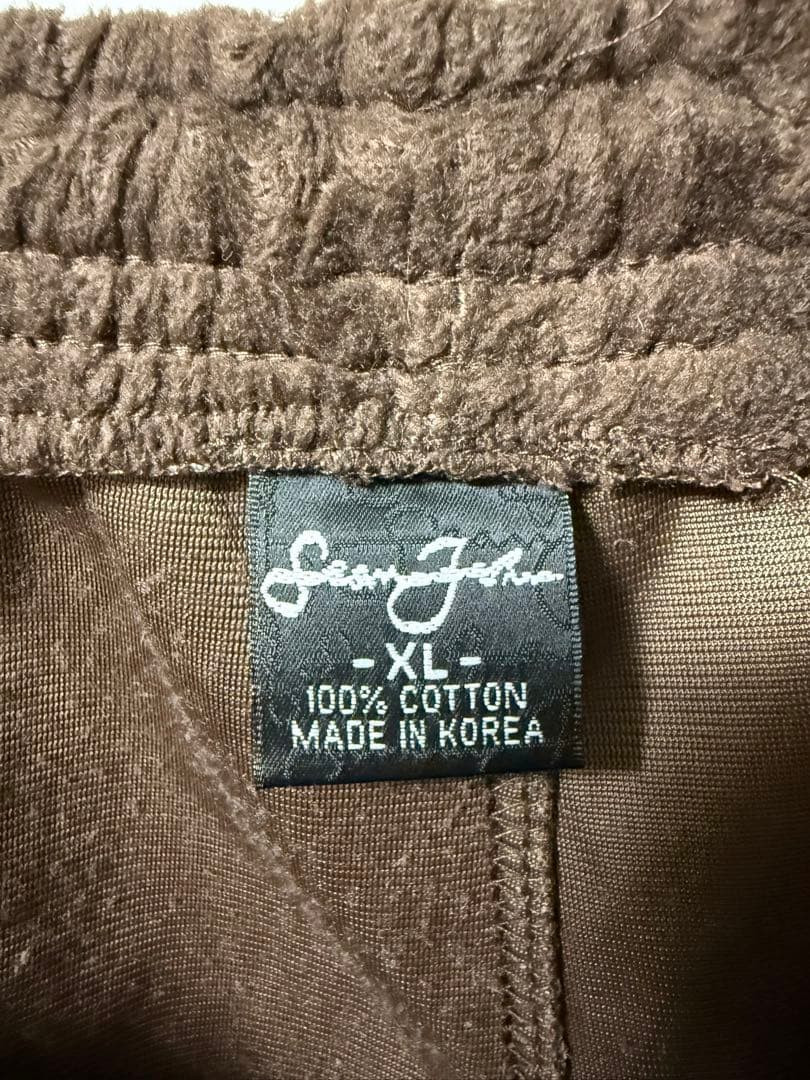 Sean John
- XL -
100% COTTON
MADE IN KOREA